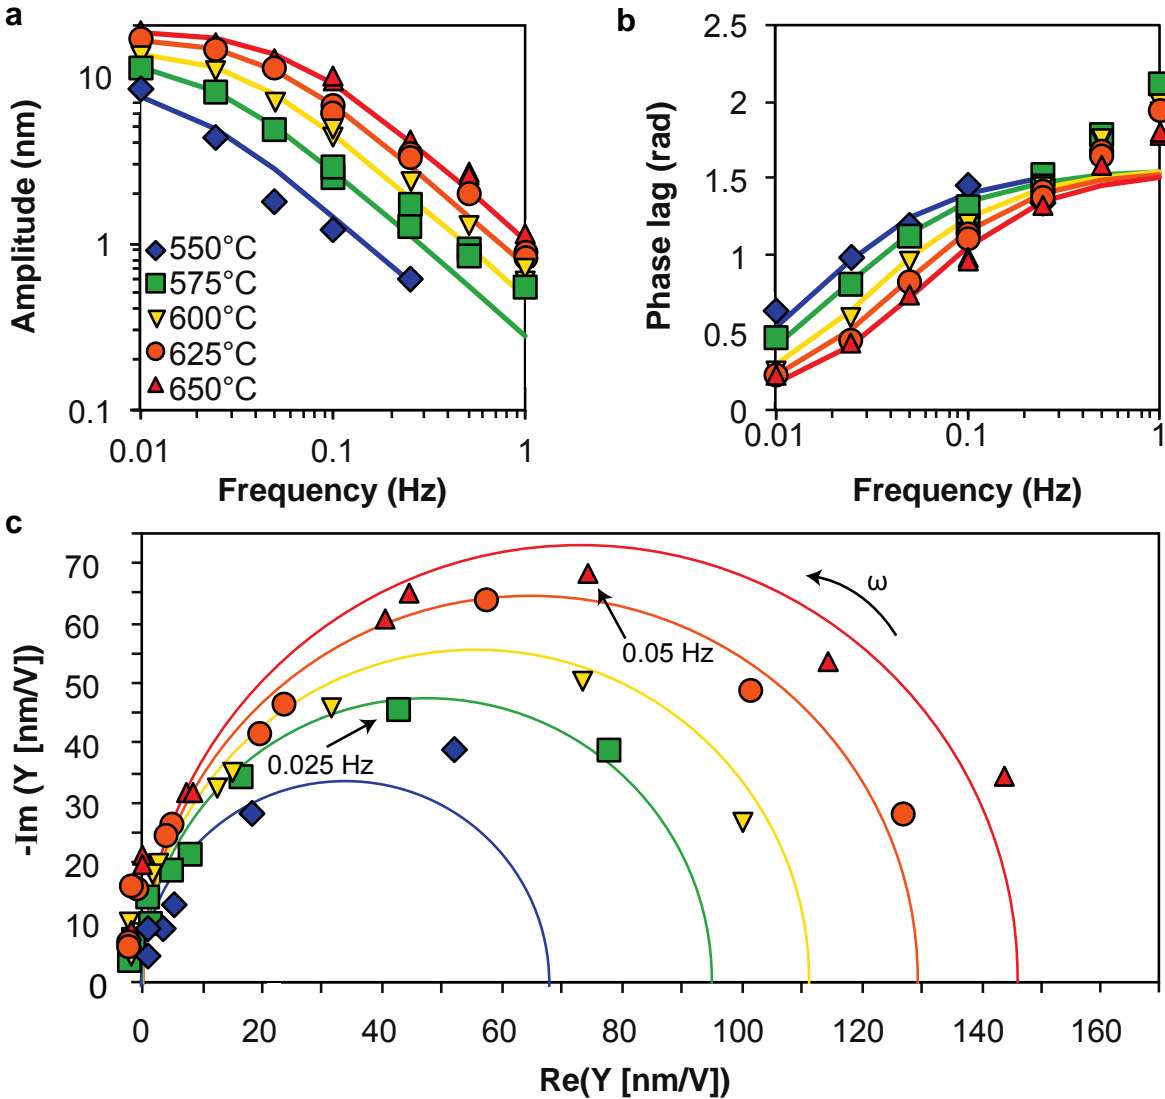 a
10
1
0.1
Amplitude (nm)
550°C
575°C
600°C
625°C
650°C
0.01
0.1
1
Frequency (Hz)
b
2.5
2
1.5
1
0.5
0
Phase lag (rad)
0.01
0.1
1
Frequency (Hz)
c
70
60
50
40
30
20
10
0
-Im (Y [nm/V])
ω
0.05 Hz
0.025 Hz
0
20
40
60
80
100
120
140
160
Re(Y [nm/V])